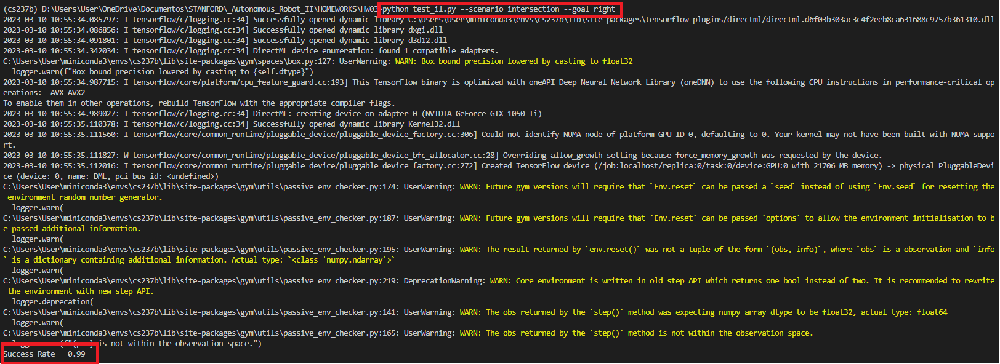 (cs237b) D:\Users\User\OneDrive\Documentos\STANFORD\_Autonomous_Robot_II\HOMEWORKS\HW03>python test_il.py --scenario intersection --goal right
2023-03-10 10:55:34.085797: I tensorflow/c/logging.cc:34] Successfully opened dynamic library C:\Users\User\miniconda3\envs\cs237b\lib\site-packages\tensorflow-plugins/directml/directml.d6f03b303ac3c4f2eeb8ca631688c9757b361310.dll
2023-03-10 10:55:34.086856: I tensorflow/c/logging.cc:34] Successfully opened dynamic library dxgi.dll
2023-03-10 10:55:34.091801: I tensorflow/c/logging.cc:34] Successfully opened dynamic library d3d12.dll
2023-03-10 10:55:34.342034: I tensorflow/c/logging.cc:34] DirectML device enumeration: found 1 compatible adapters.
C:\Users\User\miniconda3\envs\cs237b\lib\site-packages\gym\spaces\box.py:127: UserWarning: WARN: Box bound precision lowered by casting to float32
  logger.warn(f"Box bound precision lowered by casting to {self.dtype}")
2023-03-10 10:55:34.987715: I tensorflow/core/platform/cpu_feature_guard.cc:193] This TensorFlow binary is optimized with oneAPI Deep Neural Network Library (oneDNN) to use the following CPU instructions in performance-critical op
erations:  AVX AVX2
To enable them in other operations, rebuild TensorFlow with the appropriate compiler flags.
2023-03-10 10:55:34.989027: I tensorflow/c/logging.cc:34] DirectML: creating device on adapter 0 (NVIDIA GeForce GTX 1050 Ti)
2023-03-10 10:55:35.110378: I tensorflow/c/logging.cc:34] Successfully opened dynamic library Kernel32.dll
2023-03-10 10:55:35.111560: I tensorflow/core/common_runtime/pluggable_device/pluggable_device_factory.cc:306] Could not identify NUMA node of platform GPU ID 0, defaulting to 0. Your kernel may not have been built with NUMA suppo
rt.
2023-03-10 10:55:35.111827: W tensorflow/core/common_runtime/pluggable_device/pluggable_device_bfc_allocator.cc:28] Overriding allow_growth setting because force_memory_growth was requested by the device.
2023-03-10 10:55:35.112016: I tensorflow/core/common_runtime/pluggable_device/pluggable_device_factory.cc:272] Created TensorFlow device (/job:localhost/replica:0/task:0/device:GPU:0 with 21706 MB memory) -> physical PluggableDevi
ce (device: 0, name: DML, pci bus id: <undefined>)
C:\Users\User\miniconda3\envs\cs237b\lib\site-packages\gym\utils\passive_env_checker.py:174: UserWarning: WARN: Future gym versions will require that `Env.reset` can be passed a `seed` instead of using `Env.seed` for resetting the
 environment random number generator.
  logger.warn(
C:\Users\User\miniconda3\envs\cs237b\lib\site-packages\gym\utils\passive_env_checker.py:187: UserWarning: WARN: Future gym versions will require that `Env.reset` can be passed `options` to allow the environment initialisation to b
e passed additional information.
  logger.warn(
C:\Users\User\miniconda3\envs\cs237b\lib\site-packages\gym\utils\passive_env_checker.py:195: UserWarning: WARN: The result returned by `env.reset()` was not a tuple of the form `(obs, info)`, where `obs` is a observation and `info
` is a dictionary containing additional information. Actual type: `<class 'numpy.ndarray'>`
  logger.warn(
C:\Users\User\miniconda3\envs\cs237b\lib\site-packages\gym\utils\passive_env_checker.py:219: DeprecationWarning: WARN: Core environment is written in old step API which returns one bool instead of two. It is recommended to rewrite
 the environment with new step API.
  logger.deprecation(
C:\Users\User\miniconda3\envs\cs237b\lib\site-packages\gym\utils\passive_env_checker.py:141: UserWarning: WARN: The obs returned by the `step()` method was expecting numpy array dtype to be float32, actual type: float64
  logger.warn(
C:\Users\User\miniconda3\envs\cs237b\lib\site-packages\gym\utils\passive_env_checker.py:165: UserWarning: WARN: The obs returned by the `step()` method is not within the observation space.
  logger.warn(f"{pre} is not within the observation space.")
Success Rate = 0.99